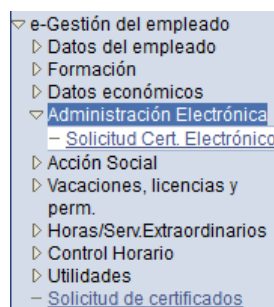 e-Gestión del empleado
Datos del empleado
Formación
Datos económicos
Administración Electrónica
– Solicitud Cert. Electrónico
Acción Social
Vacaciones, licencias y
perm.
Horas/Serv.Extraordinarios
Control Horario
Utilidades
– Solicitud de certificados